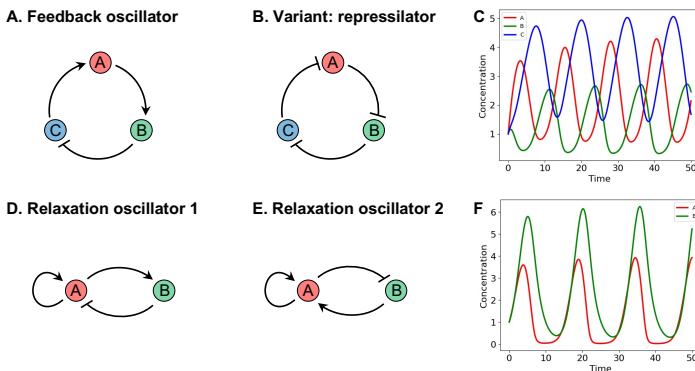 A. Feedback oscillator
A
B
C
B. Variant: repressilator
A
B
C
C
Concentration
5
4
3
2
1
A
B
C
0
10
20
30
40
50
Time
D. Relaxation oscillator 1
A
B
E. Relaxation oscillator 2
A
B
F
Concentration
6
5
4
3
2
1
0
A
B
0
10
20
30
40
50
Time